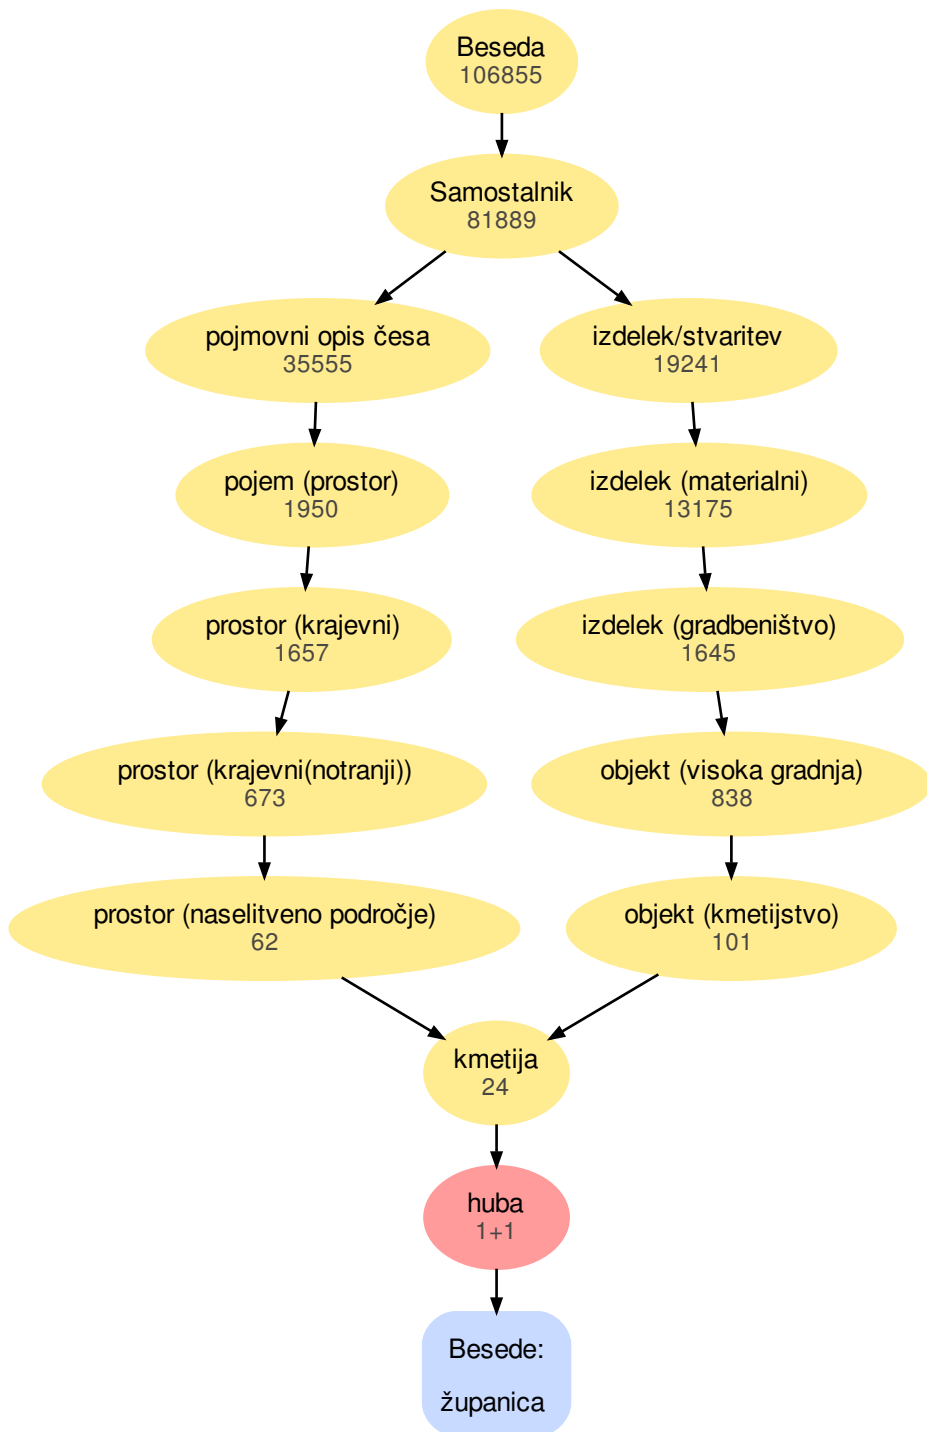 Beseda
106855
Samostalnik
81889
pojmovni opis česa
35555
izdelek/stvaritev
19241
pojem (prostor)
1950
izdelek (materialni)
13175
prostor (krajevni)
1657
izdelek (gradbeništvo)
1645
prostor (krajevni(notranji))
673
objekt (visoka gradnja)
838
prostor (naselitveno področje)
62
objekt (kmetijstvo)
101
kmetija
24
huba
1+1
Besede:
županica